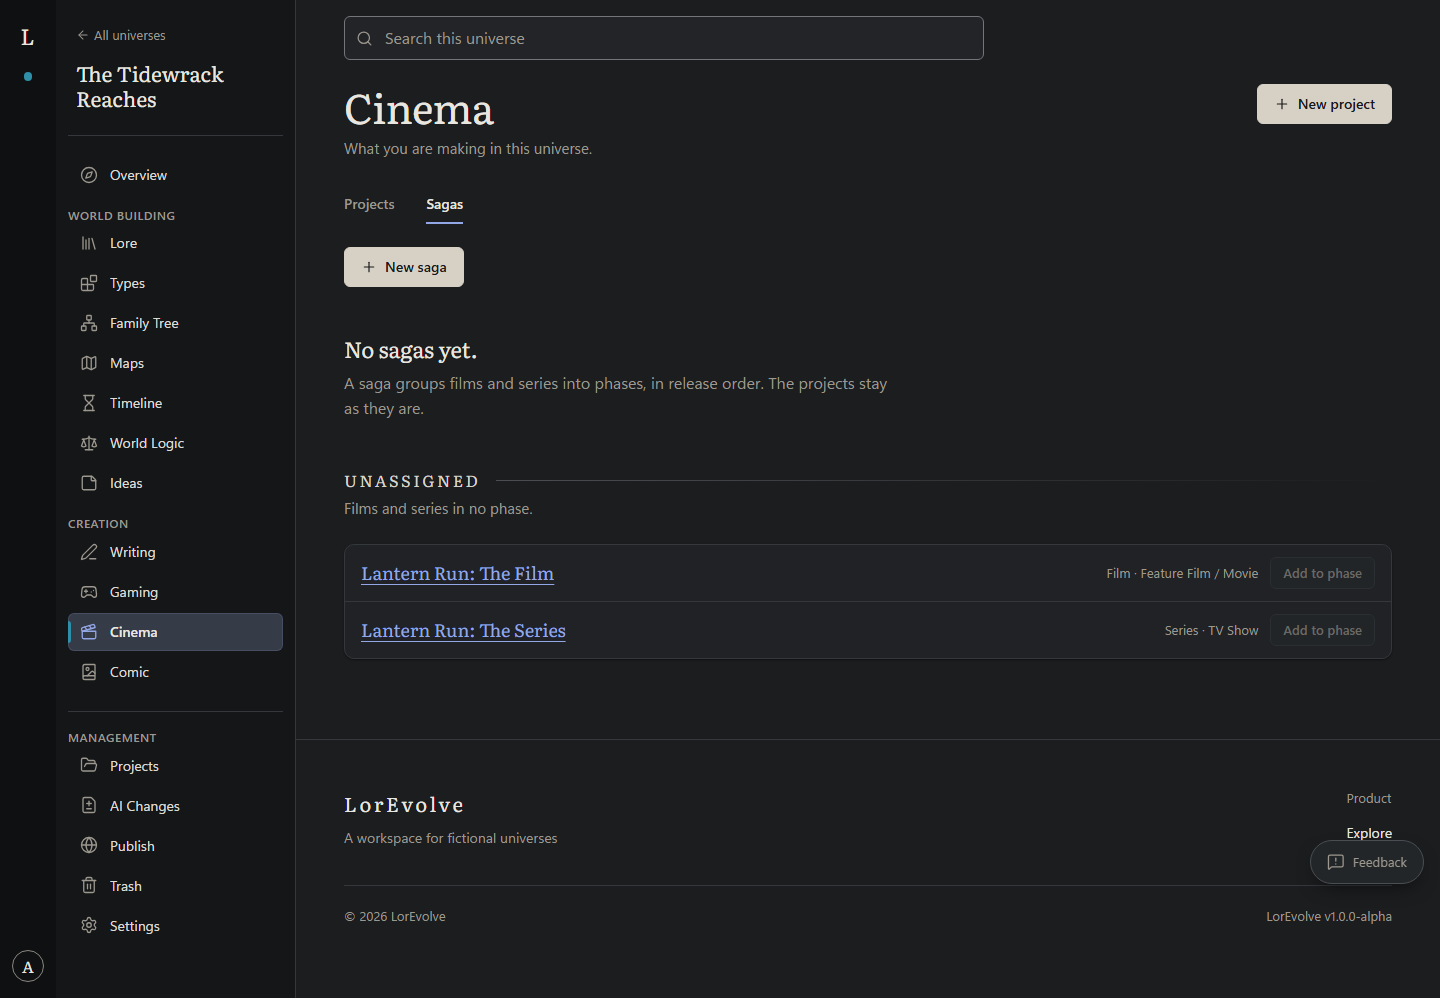 L
All universes
The Tidewrack
Reaches
Overview
WORLD BUILDING
Lore
Types
Family Tree
Maps
Timeline
World Logic
Ideas
CREATION
Writing
Gaming
Cinema
Comic
MANAGEMENT
Projects
AI Changes
Publish
Trash
Settings
A
Search this universe
Cinema
New project
What you are making in this universe.
Projects Sagas
New saga
No sagas yet.
A saga groups films and series into phases, in release order. The projects stay
as they are.
UNASSIGNED
Films and series in no phase.
Lantern Run: The Film Film · Feature Film / Movie Add to phase
Lantern Run: The Series Series · TV Show Add to phase
LorEvolve
A workspace for fictional universes
Product
Explore
Feedback
© 2026 LorEvolve
LorEvolve v1.0.0-alpha